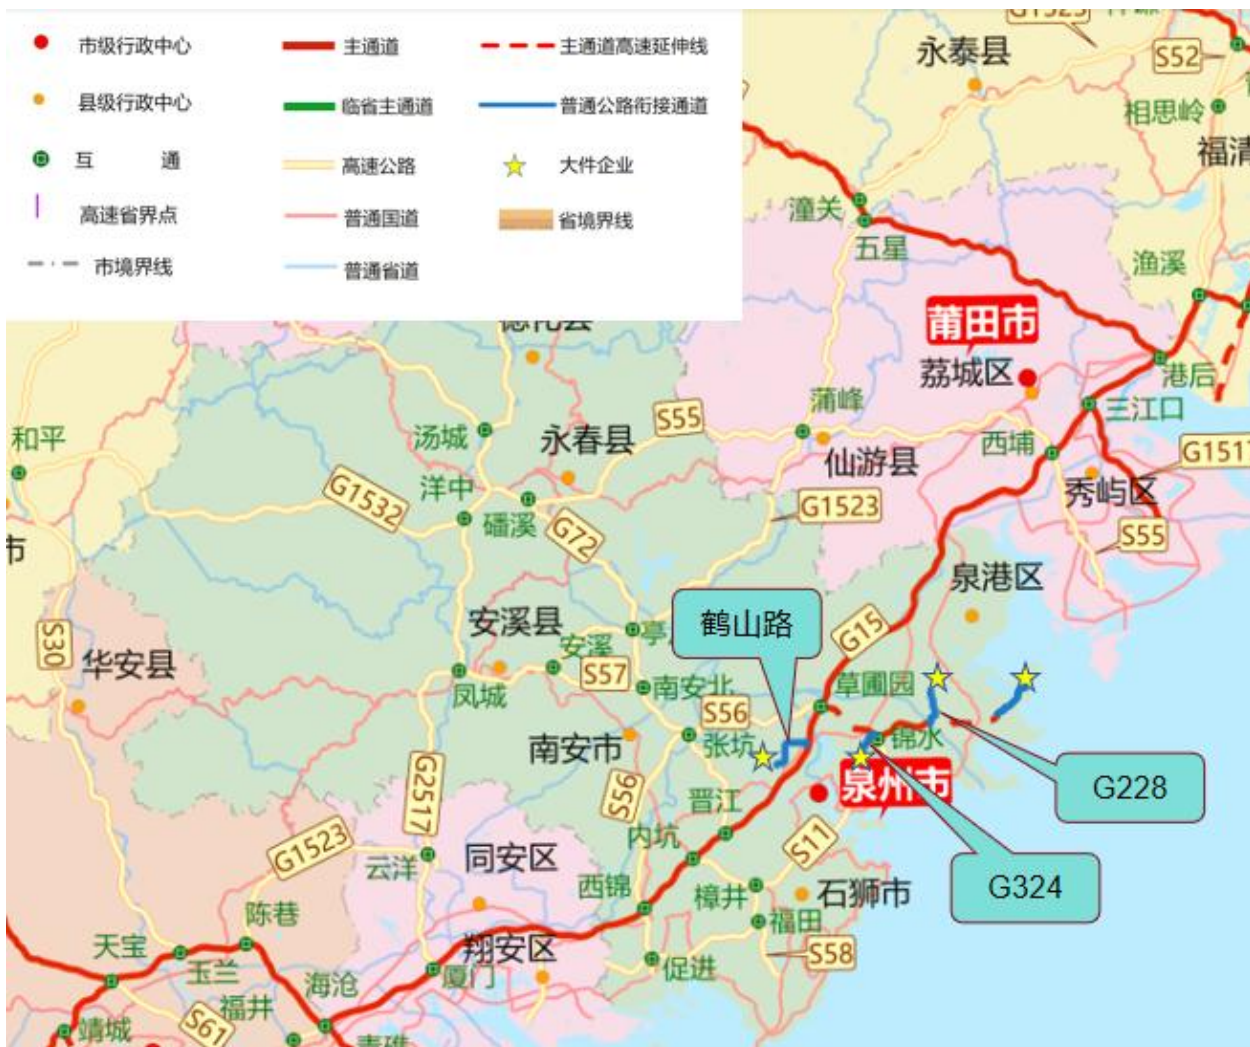 市级行政中心
主通道
主通道高速延伸线
县级行政中心
临省主通道
普通公路衔接通道
互 通
高速公路
大件企业
高速省界点
普通国道
省境界线
市境界线
普通省道
永泰县
S52
相思岭
福清
潼关
五星
渔溪
莆田市
荔城区
港后
三江口
蒲峰
仙游县
西埔
G151
秀屿区
S55
和平
汤城
永春县
S55
洋中
G1532
磻溪
G72
G1523
市
泉港区
鹤山路
G15
安溪县
安溪
S57
凤城
南安北
S56
草圃园
S30
华安县
南安市
张坑
锦水
泉州市
G228
G2517
S56
晋江
内坑
S11
G324
G1523
云洋
同安区
西锦
樟井
石狮市
福田
S58
陈巷
天宝
玉兰
翔安区
厦门
促进
海沧
福井
S61
靖城